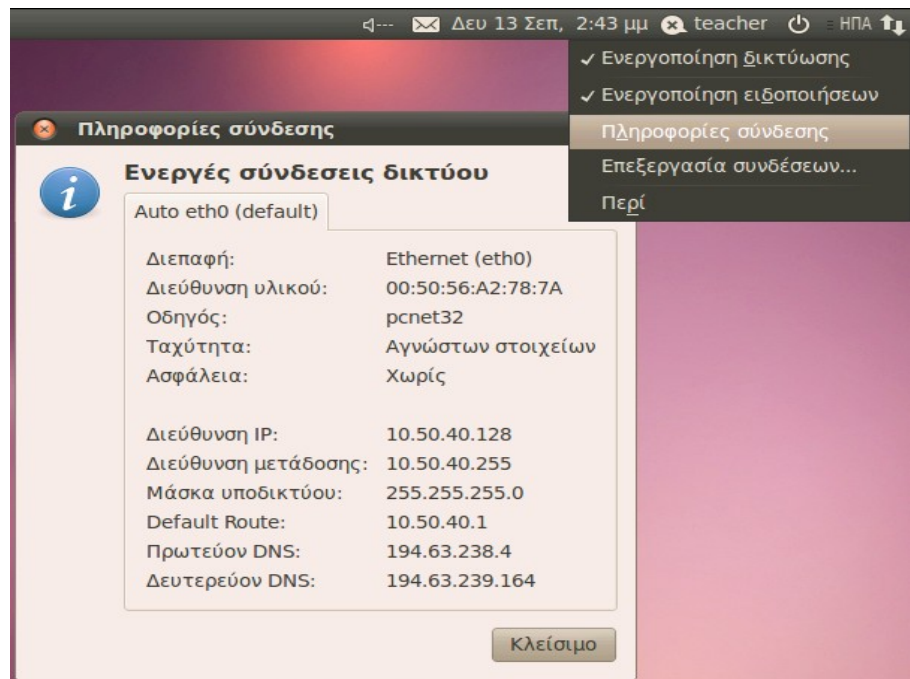 Δευ 13 Σεπ, 2:43 μμ teacher ΗΠΑ
Ενεργοποίηση δικτύωσης
Ενεργοποίηση ειδοποιήσεων
Πληροφορίες σύνδεσης
Επεξεργασία συνδέσεων...
Περί
Πληροφορίες σύνδεσης
Ενεργές σύνδεσεις δικτύου
Auto eth0 (default)
Διεπαφή: Ethernet (eth0)
Διεύθυνση υλικού: 00:50:56:A2:78:7A
Οδηγός: pcnet32
Ταχύτητα: Αγνώστων στοιχείων
Ασφάλεια: Χωρίς
Διεύθυνση IP: 10.50.40.128
Διεύθυνση μετάδοσης: 10.50.40.255
Μάσκα υποδικτύου: 255.255.255.0
Default Route: 10.50.40.1
Πρωτεύον DNS: 194.63.238.4
Δευτερεύον DNS: 194.63.239.164
Κλείσιμο